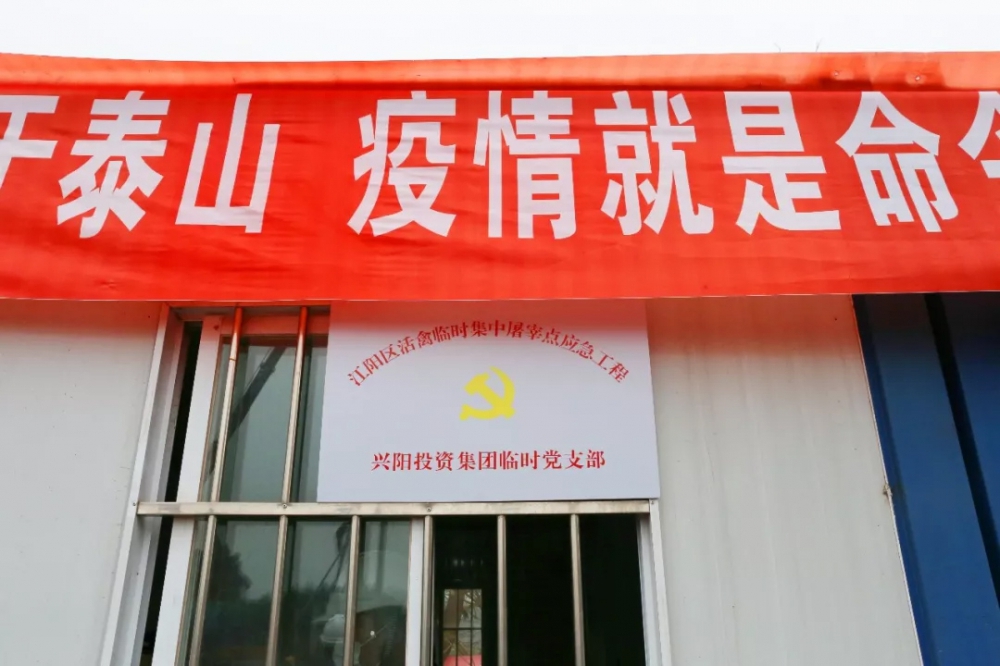 于泰山 疫情就是命令
江阳区活禽临时集中屠宰点应急工程
兴阳投资集团临时党支部